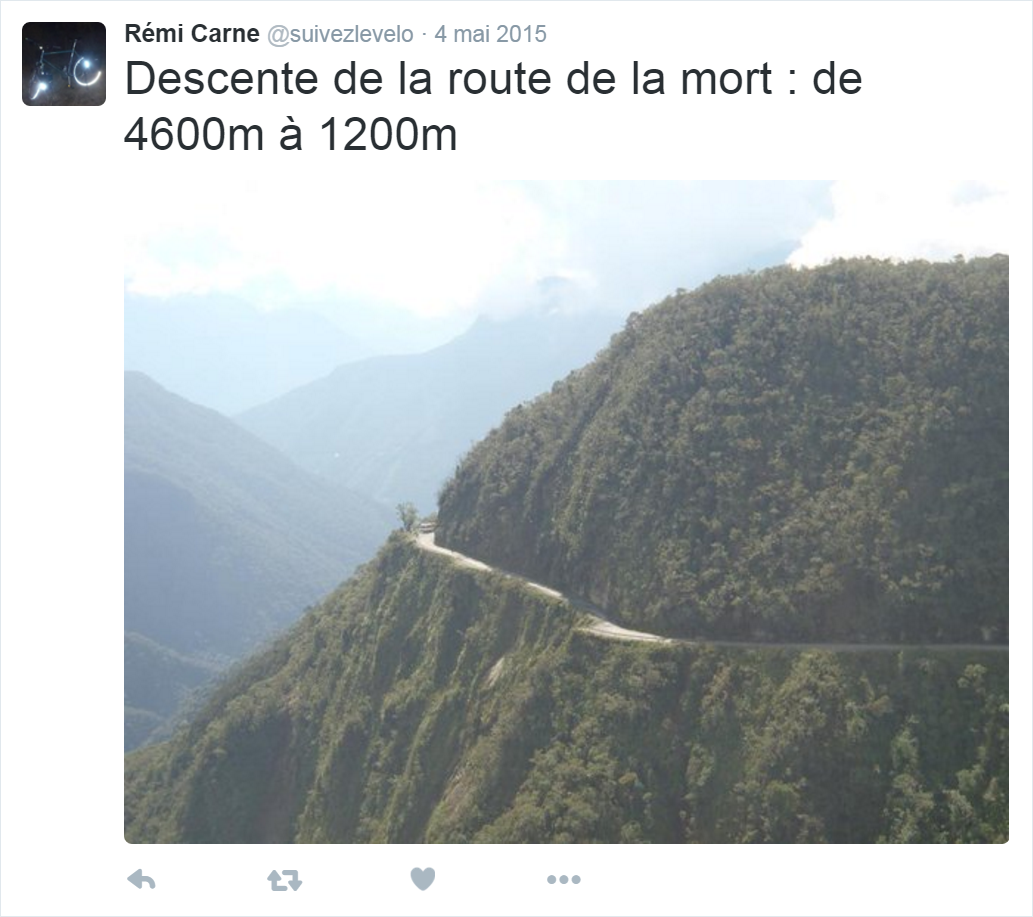 Rémi Carne @suivezlevelo · 4 mai 2015
Descente de la route de la mort : de
4600m à 1200m